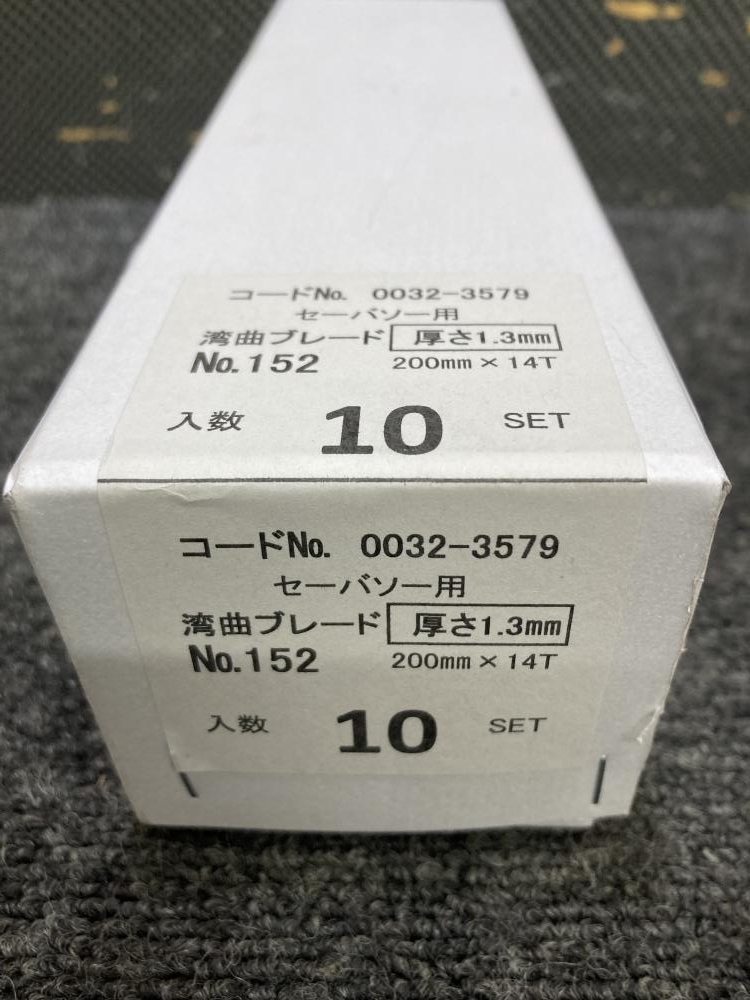 コードNo. 0032-3579
セーバソー用
湾曲ブレード 厚さ1.3mm
No.152 200mm×14T
入数 10 SET
コードNo. 0032-3579
セーバソー用
湾曲ブレード 厚さ1.3mm
No.152 200mm×14T
入数 10 SET